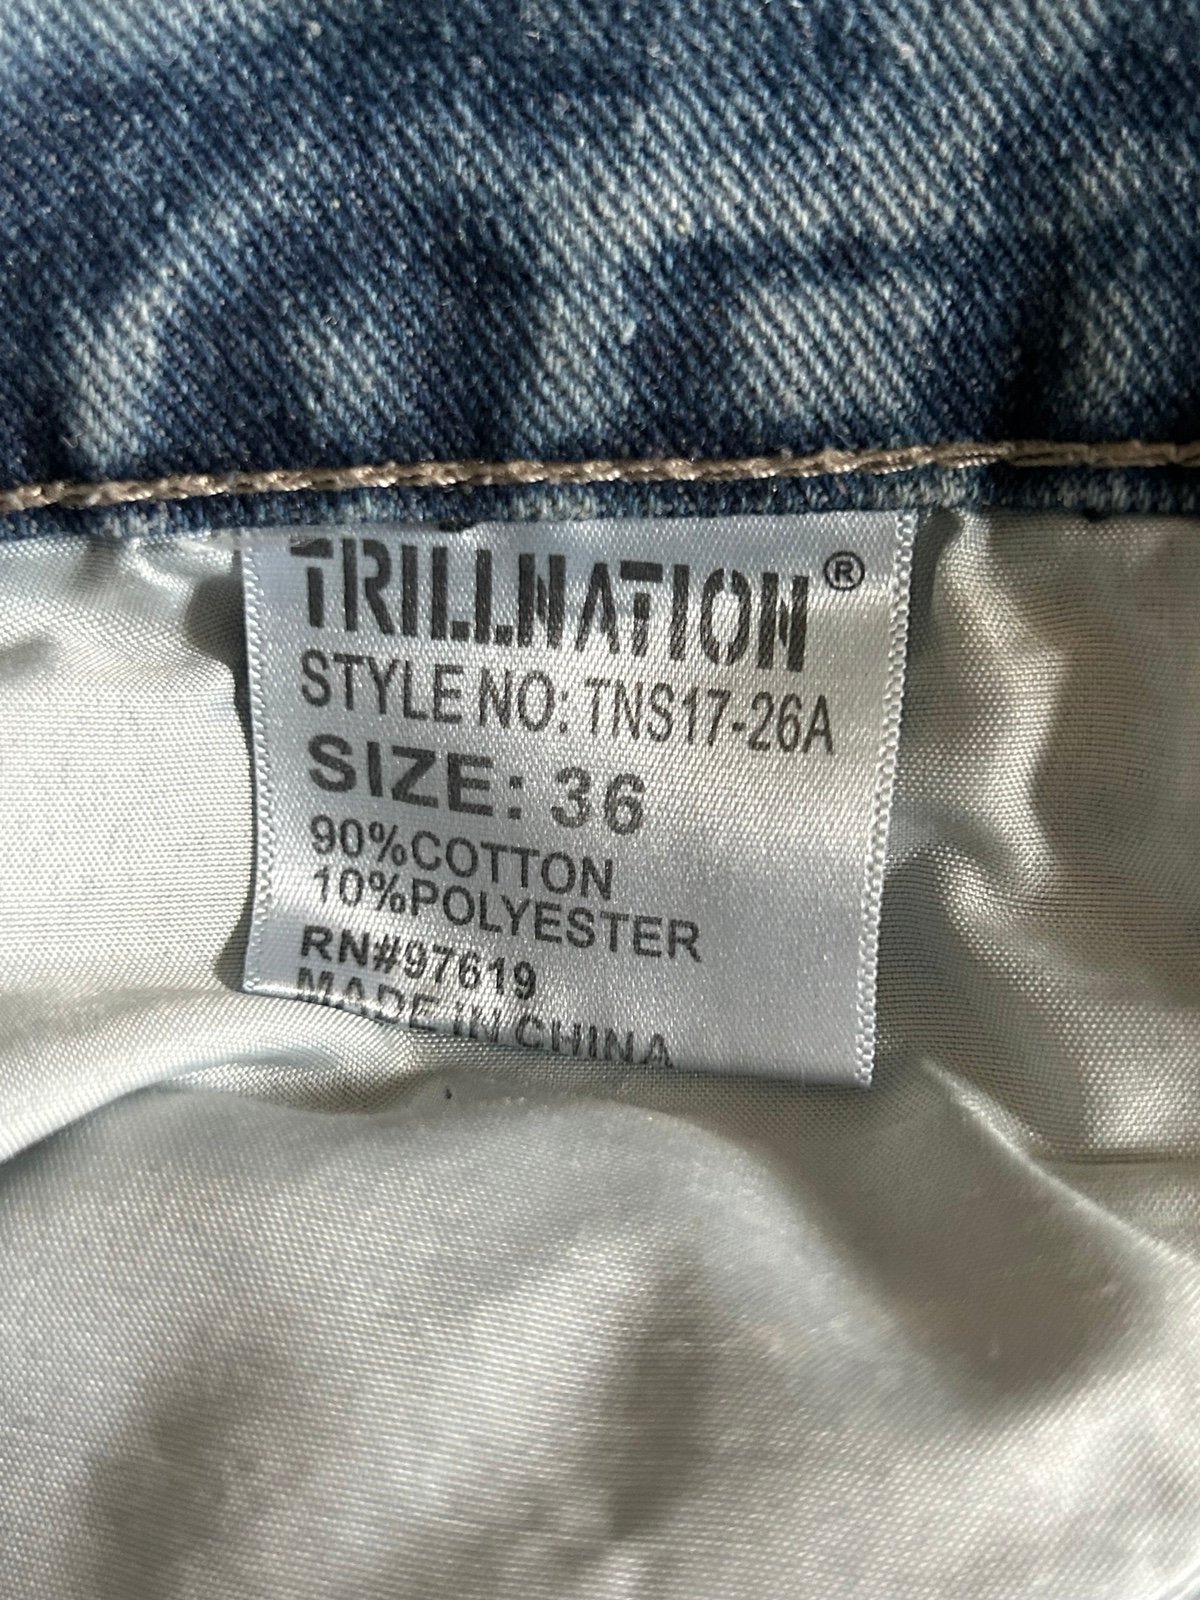 TRILLNATION®
STYLE NO: TNS17-26A
SIZE: 36
90%COTTON
10%POLYESTER
RN#97619
MADE IN CHINA